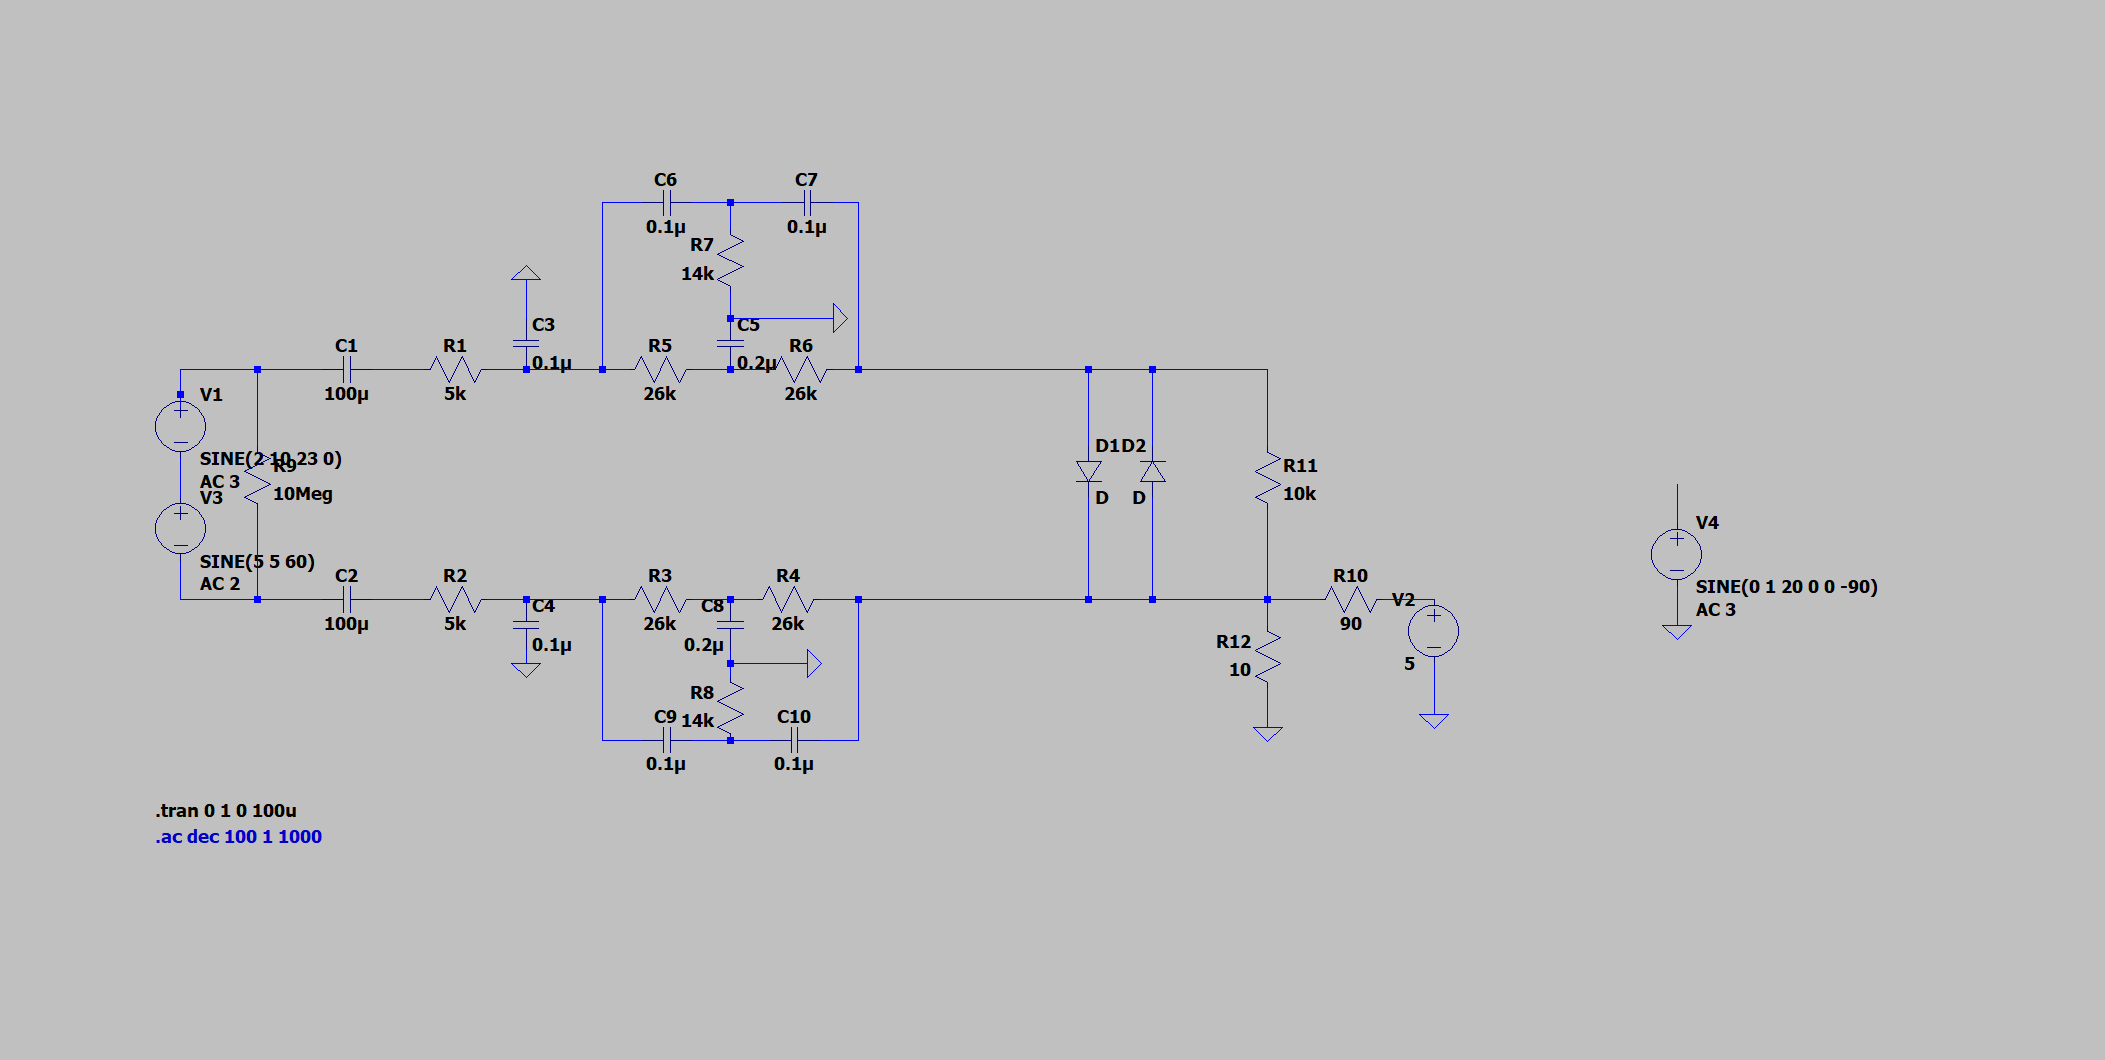 C6
C7
0.1µ
0.1µ
R7
14k
C3
0.1µ
C5
0.2µ
C1
100µ
R1
5k
R5
26k
R6
26k
V1
SINE(2 10 23 0)
AC 3
R9
10Meg
V3
SINE(5 5 60)
AC 2
D1
D
D2
D
R11
10k
C2
100µ
R2
5k
C4
0.1µ
R3
26k
C8
0.2µ
R4
26k
R8
14k
C9
0.1µ
C10
0.1µ
R10
90
V2
5
R12
10
V4
SINE(0 1 20 0 0 -90)
AC 3
.tran 0 1 0 100u
.ac dec 100 1 1000